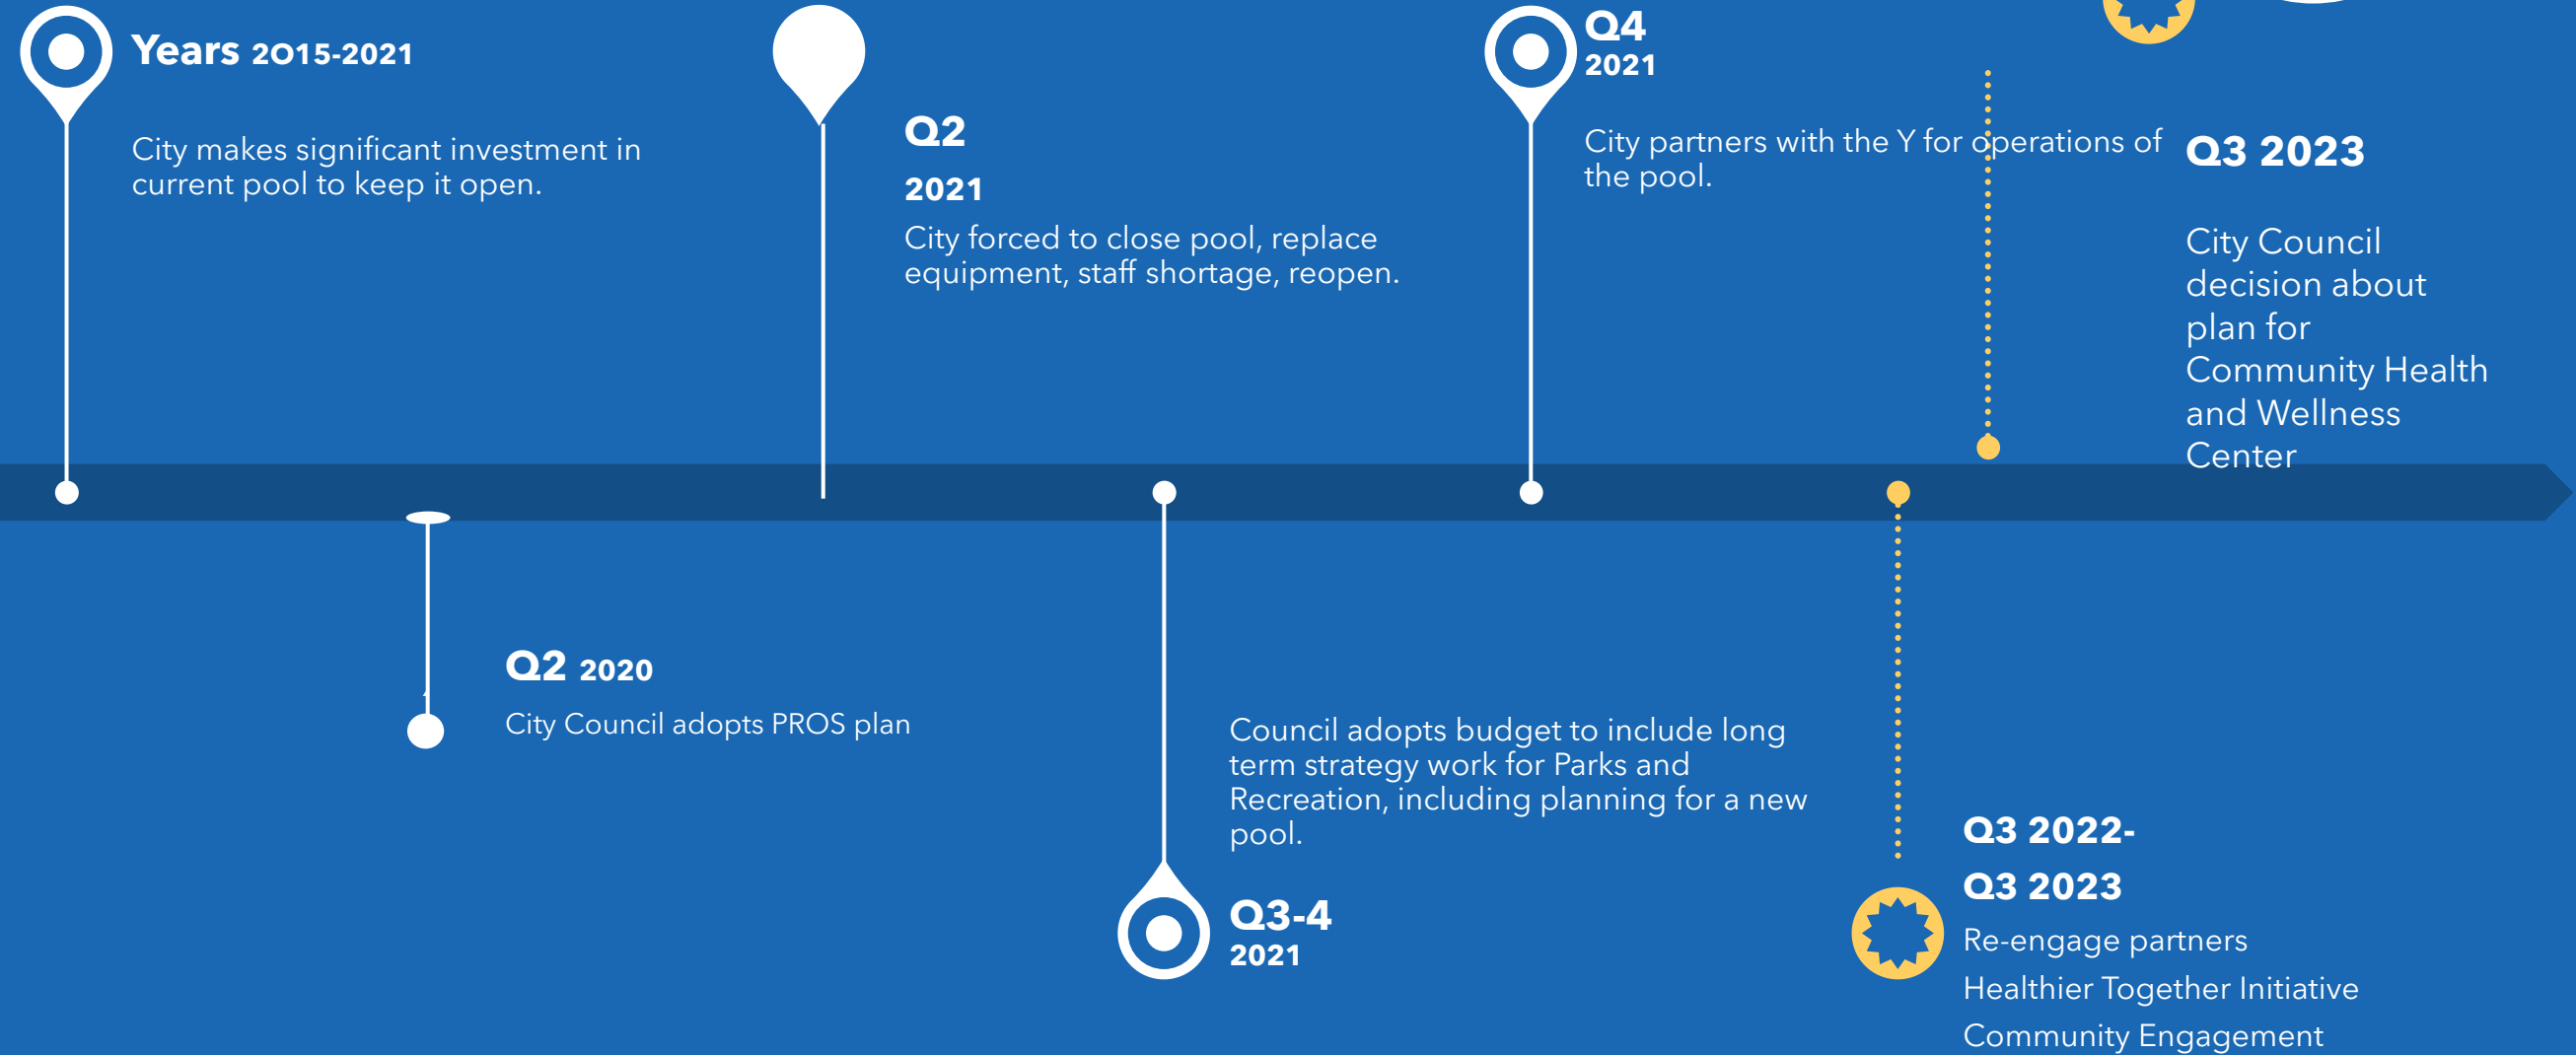 Years 2O15-2021
City makes significant investment in
current pool to keep it open.
Q2 2020
City Council adopts PROS plan
Q2
2021
City forced to close pool, replace
equipment, staff shortage, reopen.
Council adopts budget to include long
term strategy work for Parks and
Recreation, including planning for a new
pool.
Q3-4
2021
Q4
2021
City partners with the Y for operations of
the pool.
Q3 2022-
Q3 2023
Re-engage partners
Healthier Together Initiative
Community Engagement
Q3 2023
City Council
decision about
plan for
Community Health
and Wellness
Center